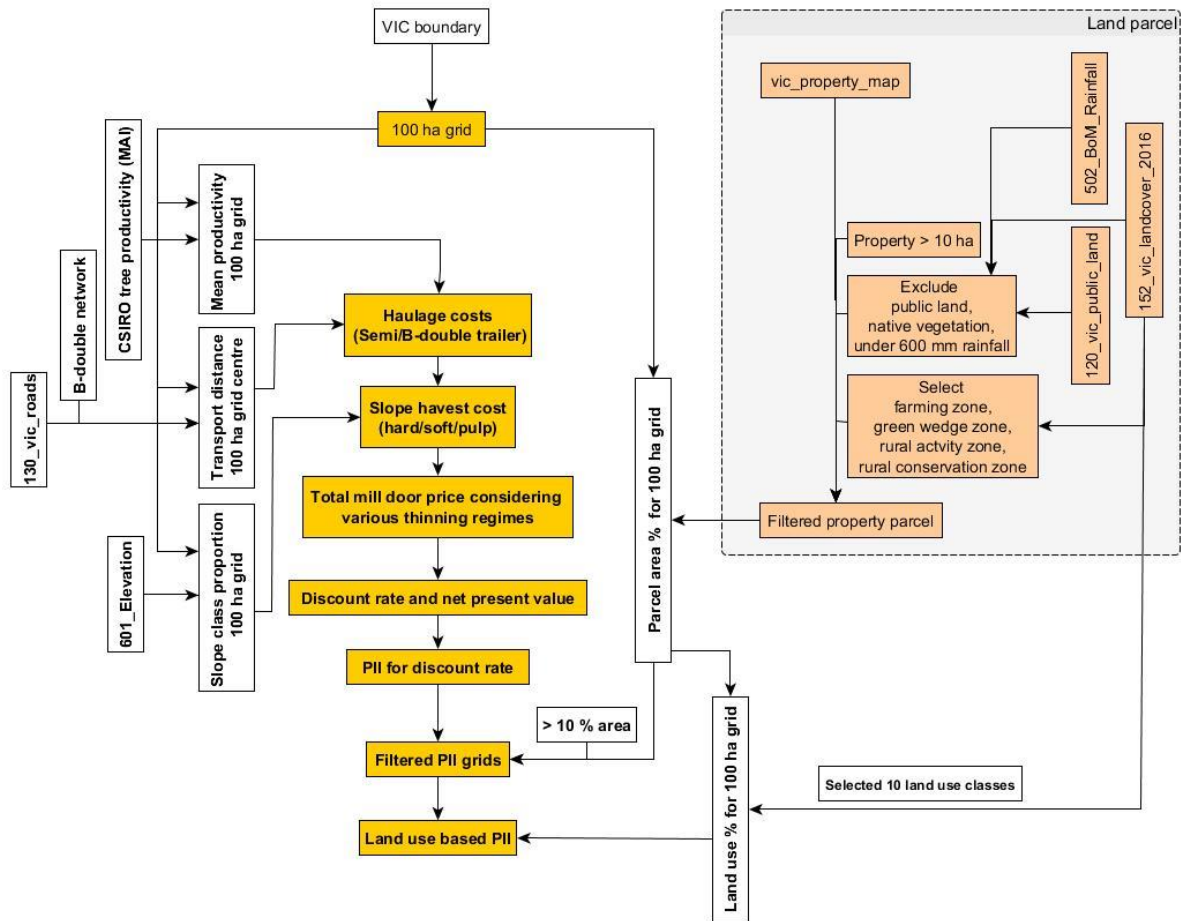 VIC boundary
100 ha grid
CSIRO tree productivity (MAI)
B-double network
130_vic_roads
601_Elevation
Mean productivity
100 ha grid
Transport distance
100 ha grid centre
Slope class proportion
100 ha grid
Haulage costs
(Semi/B-double trailer)
Slope havest cost
(hard/soft/pulp)
Total mill door price considering
various thinning regimes
Discount rate and net present value
PII for discount rate
> 10 % area
Filtered PII grids
Land use based PII
Parcel area % for 100 ha grid
Land use % for 100 ha grid
Selected 10 land use classes
Land parcel
vic_property_map
502_BoM_Rainfall
152_vic_landcover_2016
120_vic_public_land
Property > 10 ha
Exclude
public land,
native vegetation,
under 600 mm rainfall
Select
farming zone,
green wedge zone,
rural actvity zone,
rural conservation zone
Filtered property parcel